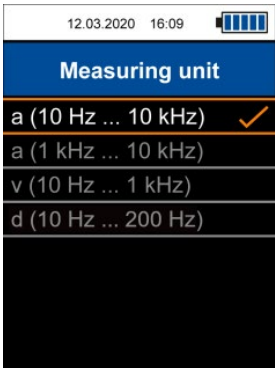 12.03.2020 16:09
Measuring unit
a (10 Hz ... 10 kHz)
a (1 kHz ... 10 kHz)
v (10 Hz ... 1 kHz)
d (10 Hz ... 200 Hz)